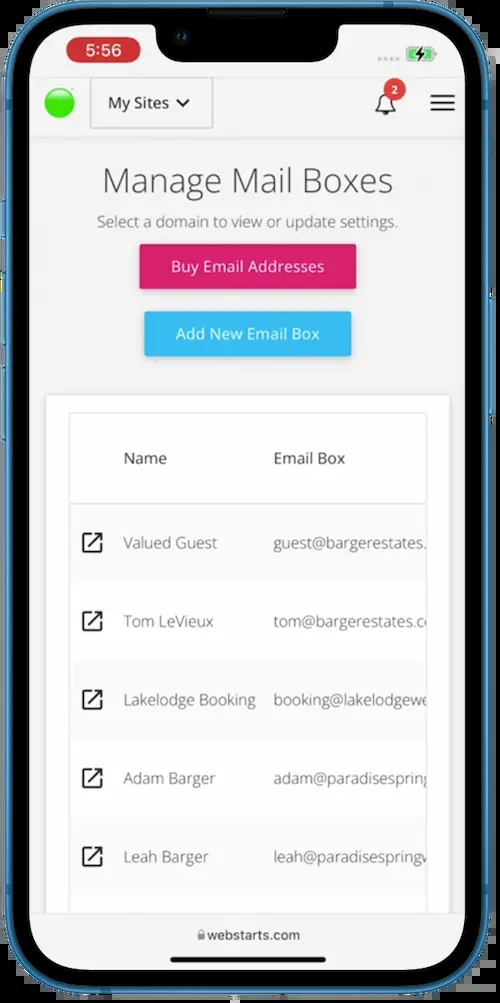 5:56
My Sites
2
Manage Mail Boxes
Select a domain to view or update settings.
Buy Email Addresses
Add New Email Box
Name Email Box
Valued Guest guest@bargerestates.
Tom LeVieux tom@bargerestates.c
Lakelodge Booking booking@lakelodgewe
Adam Barger adam@paradisespring
Leah Barger leah@paradisespring
webstarts.com